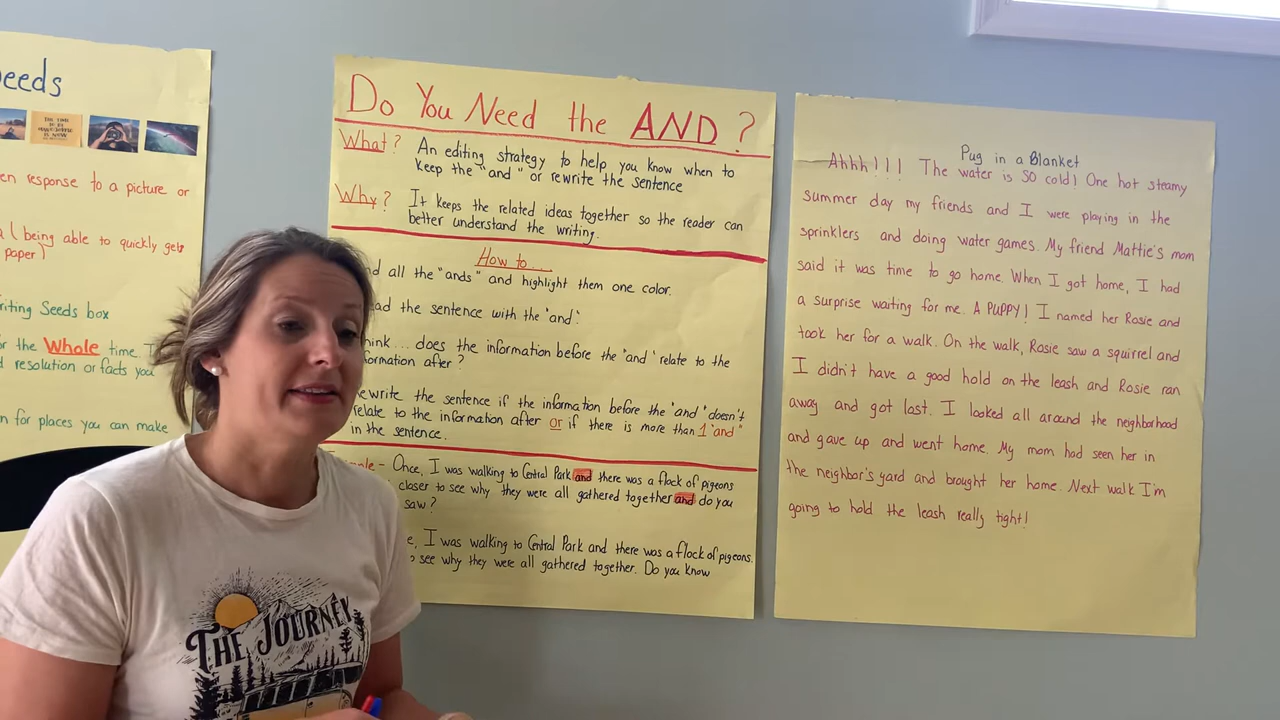 eeds
THE TIME
IS NOW
en response to a picture or
a ( being able to quickly get
paper )
riting Seeds box
or the Whole time.
d resolution or facts you
n for places you can make
Do You Need the AND ?
What? An editing strategy to help you know when to
keep the "and" or rewrite the sentence
Why? It keeps the related ideas together so the reader can
better understand the writing.
How to...
d all the "ands" and highlight them one color.
ad the sentence with the "and".
hink... does the information before the "and" relate to the
formation after?
ewrite the sentence if the information before the "and" doesn't
relate to the information after or if there is more than 1 "and"
in the sentence.
mple - Once, I was walking to Central Park and there was a flock of pigeons
closer to see why they were all gathered together and do you
saw?
e, I was walking to Central Park and there was a flock of pigeons.
o see why they were all gathered together. Do you know
Pug in a Blanket
Ahhh!!! The water is SO cold! One hot steamy
summer day my friends and I were playing in the
sprinklers and doing water games. My friend Mattie's mom
said it was time to go home. When I got home, I had
a surprise waiting for me. A PUPPY! I named her Rosie and
took her for a walk. On the walk, Rosie saw a squirrel and
I didn't have a good hold on the leash and Rosie ran
away and got lost. I looked all around the neighborhood
and gave up and went home. My mom had seen her in
the neighbor's yard and brought her home. Next walk I'm
going to hold the leash really tight!
THE JOURNEY